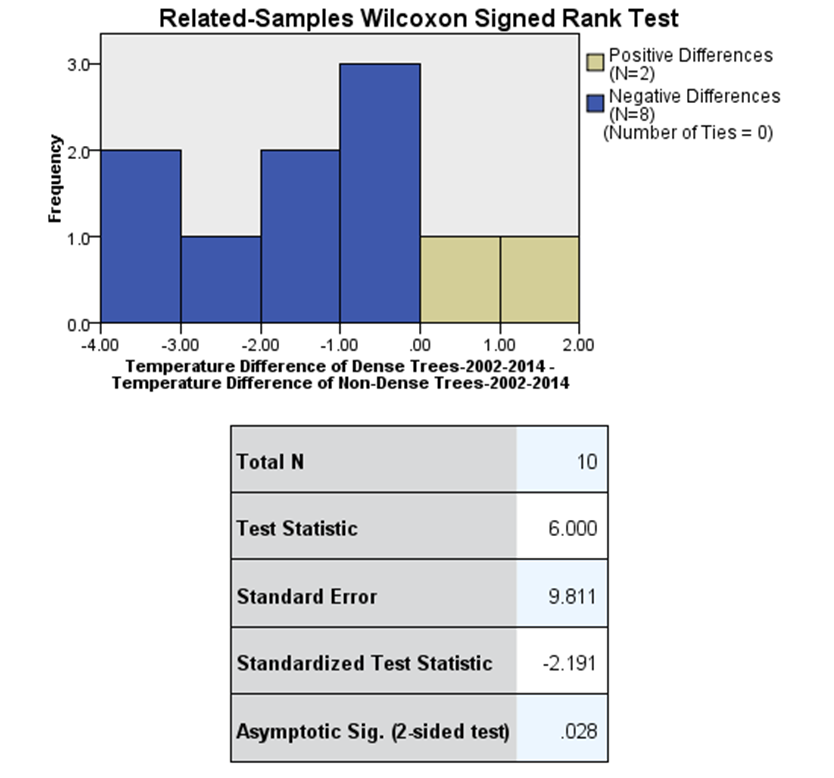 Related-Samples Wilcoxon Signed Rank Test
Positive Differences
(N=2)
Negative Differences
(N=8)
(Number of Ties = 0)
Frequency
3.0
2.0
1.0
0.0
-4.00 -3.00 -2.00 -1.00 .00 1.00 2.00
Temperature Difference of Dense Trees-2002-2014 -
Temperature Difference of Non-Dense Trees-2002-2014
Total N 10
Test Statistic 6.000
Standard Error 9.811
Standardized Test Statistic -2.191
Asymptotic Sig. (2-sided test) .028